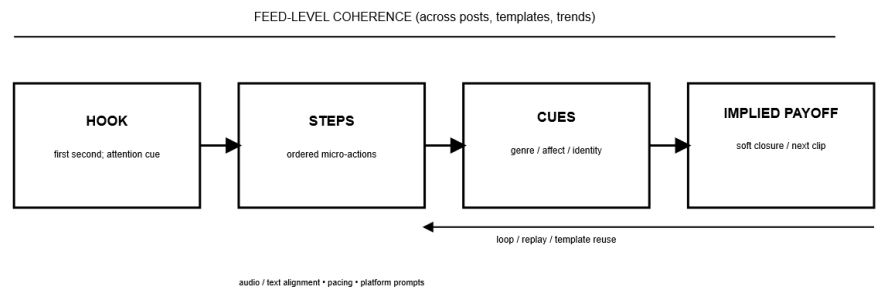 FEED-LEVEL COHERENCE (across posts, templates, trends)
HOOK
first second; attention cue
STEPS
ordered micro-actions
CUES
genre / affect / identity
IMPLIED PAYOFF
soft closure / next clip
loop / replay / template reuse
audio / text alignment • pacing • platform prompts